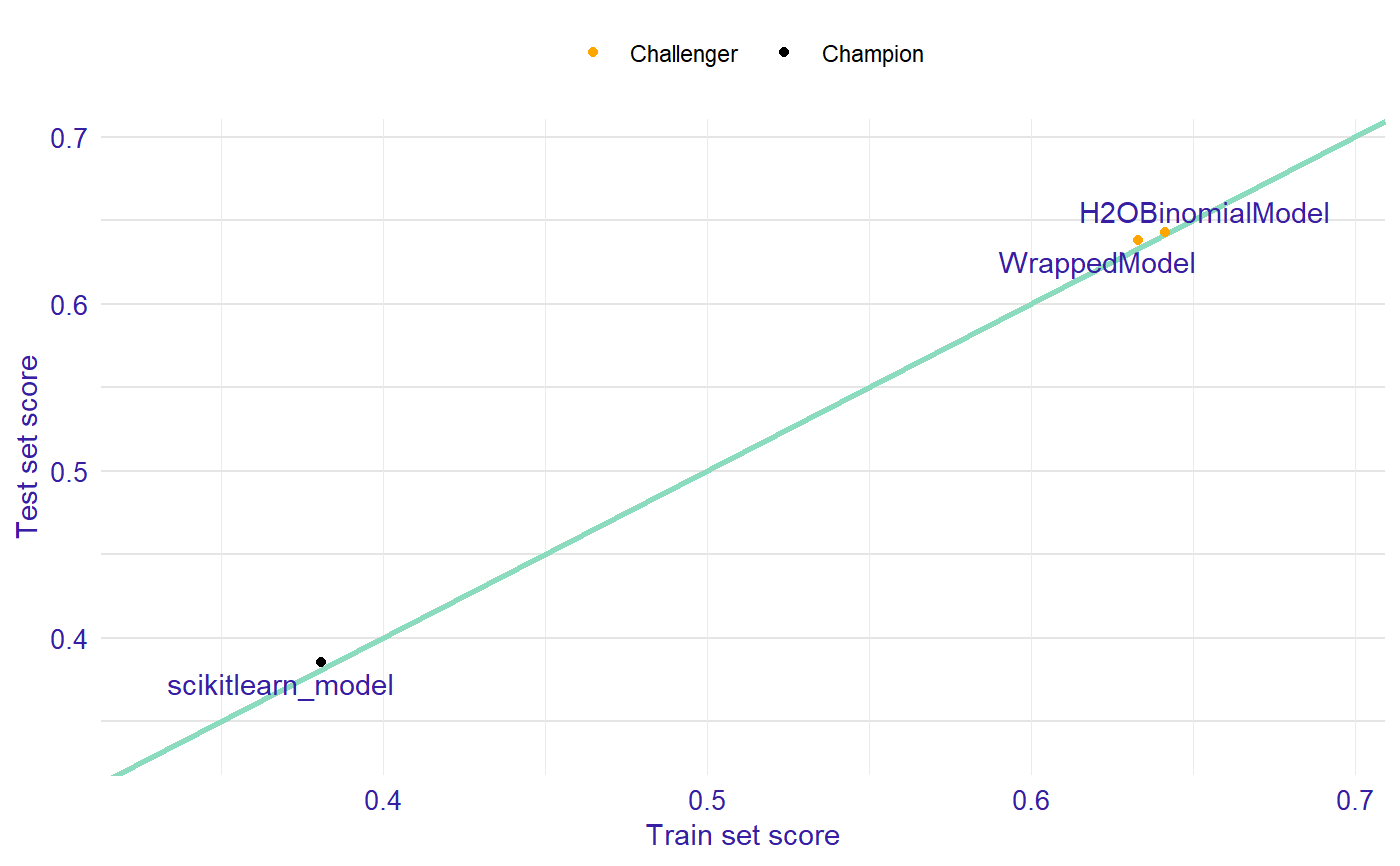 Challenger
Champion
0.7
0.6
0.5
0.4
Test set score
H2OBinomialModel
WrappedModel
scikitlearn_model
0.4
0.5
0.6
0.7
Train set score